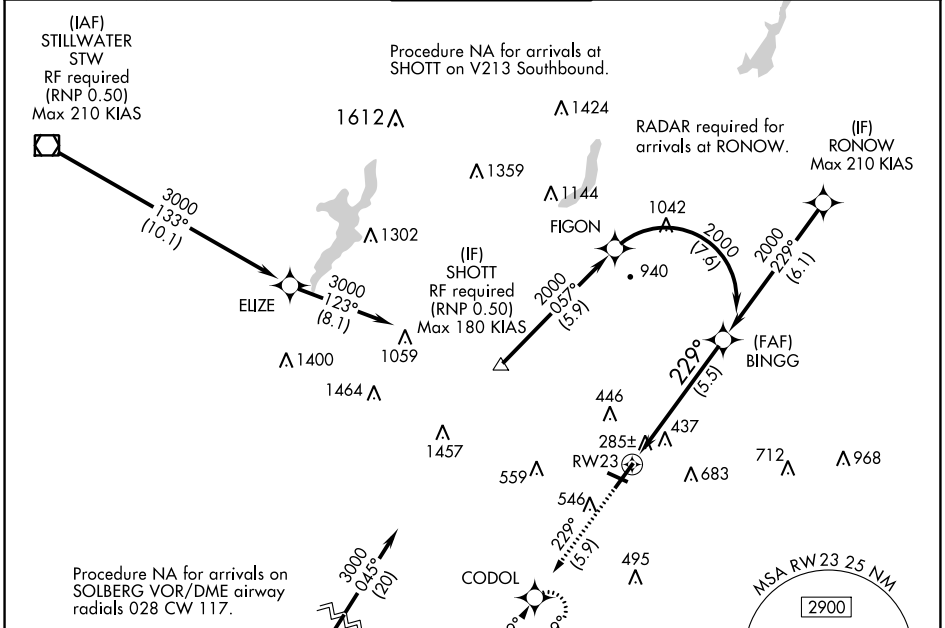 (IAF)
STILLWATER
STW
RF required
(RNP 0.50)
Max 210 KIAS
Procedure NA for arrivals at
SHOTT on V213 Southbound.
1612
1424
RADAR required for
arrivals at RONOW.
(IF)
RONOW
Max 210 KIAS
1359
1144
3000
133°
(10.1)
1302
FIGON
1042
2000
(7.6)
2000
229°
(6.1)
940
(IF)
SHOTT
RF required
(RNP 0.50)
Max 180 KIAS
2000
057°
(5.9)
ELIZE
3000
123°
(8.1)
1059
1400
1464
(FAF)
BINGG
229°
(5.5)
446
437
285±
1457
559
RW23
683
712
968
546
229°
(5.9)
495
CODOL
Procedure NA for arrivals on
SOLBERG VOR/DME airway
radials 028 CW 117.
3000
045°
(20)
MSA RW 23 25 NM
2900